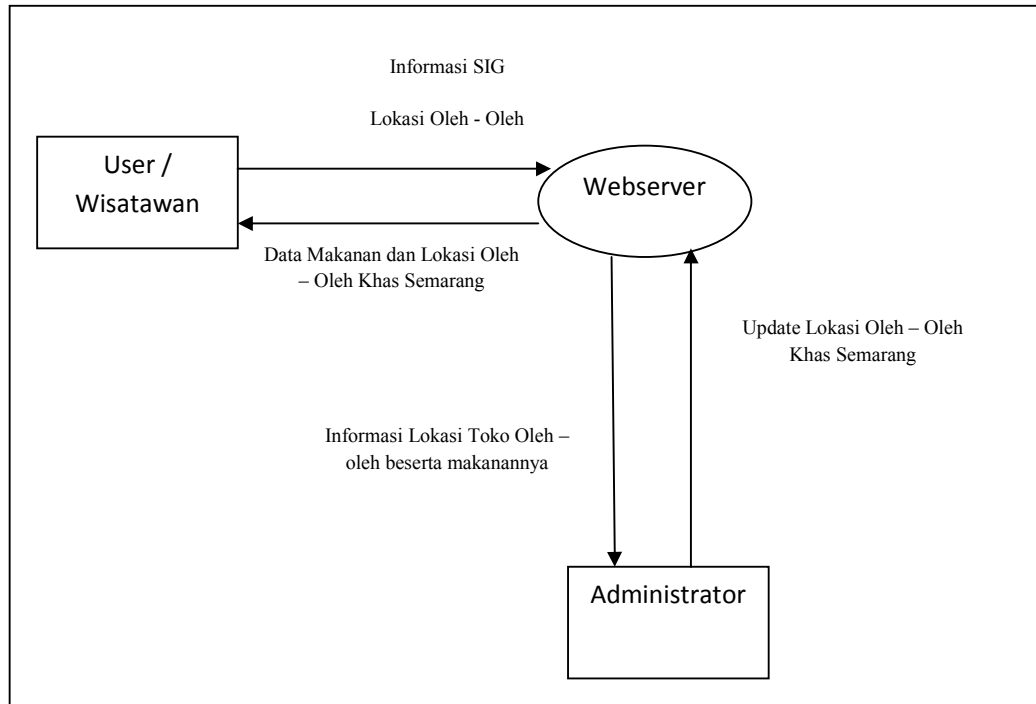 Informasi SIG
Lokasi Oleh - Oleh
User /
Wisatawan
Webserver
Data Makanan dan Lokasi Oleh
– Oleh Khas Semarang
Update Lokasi Oleh – Oleh
Khas Semarang
Informasi Lokasi Toko Oleh –
oleh beserta makanannya
Administrator